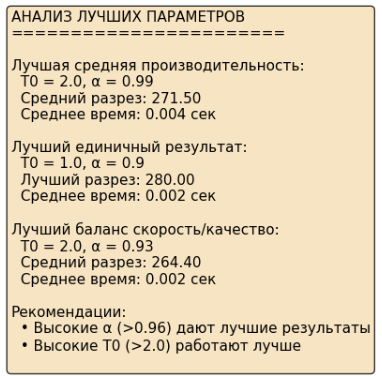 АНАЛИЗ ЛУЧШИХ ПАРАМЕТРОВ
=======================
Лучшая средняя производительность:
T0 = 2.0, α = 0.99
Средний разрез: 271.50
Среднее время: 0.004 сек
Лучший единичный результат:
T0 = 1.0, α = 0.9
Лучший разрез: 280.00
Среднее время: 0.002 сек
Лучший баланс скорость/качество:
T0 = 2.0, α = 0.93
Средний разрез: 264.40
Среднее время: 0.002 сек
Рекомендации:
• Высокие α (>0.96) дают лучшие результаты
• Высокие T0 (>2.0) работают лучше